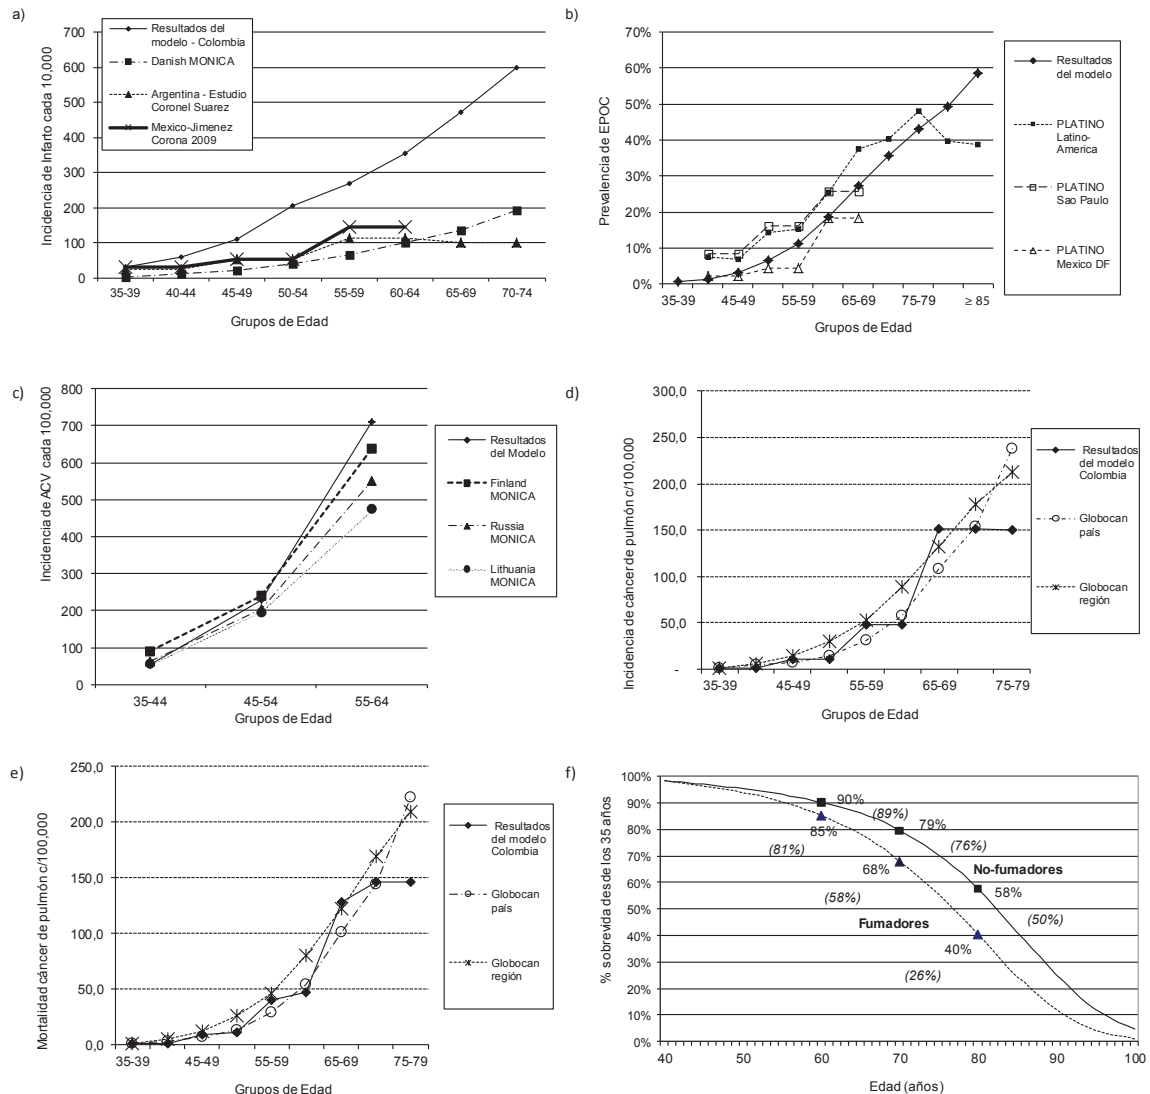 a)
Incidencia de Infarto cada 10,000
700
600
500
400
300
200
100
0
Resultados del
modelo - Colombia
Danish MONICA
Argentina - Estudio
Coronel Suarez
Mexico-Jimenez
Corona 2009
35-39 40-44 45-49 50-54 55-59 60-64 65-69 70-74
Grupos de Edad
b)
Prevalencia de EPOC
70%
60%
50%
40%
30%
20%
10%
0%
35-39 45-49 55-59 65-69 75-79 ≥ 85
Grupos de Edad
Resultados
del modelo
PLATINO
Latino-
America
PLATINO
Sao Paulo
PLATINO
Mexico DF
c)
Incidencia de ACV cada 100,000
800
700
600
500
400
300
200
100
0
35-44 45-54 55-64
Grupos de Edad
Resultados
del Modelo
Finland
MONICA
Russia
MONICA
Lithuania
MONICA
d)
Incidencia de cáncer de pulmón c/100,000
300,0
250,0
200,0
150,0
100,0
50,0
-
35-39 45-49 55-59 65-69 75-79
Grupos de Edad
Resultados
del modelo
Colombia
Globocan
país
Globocan
región
e)
Mortalidad cáncer de pulmón c/100,000
250,0
200,0
150,0
100,0
50,0
0,0
35-39 45-49 55-59 65-69 75-79
Grupos de Edad
Resultados
del modelo
Colombia
Globocan
país
Globocan
región
f)
% sobrevida desde los 35 años
100%
90%
80%
70%
60%
50%
40%
30%
20%
10%
0%
90%
(89%)
85%
79%
(81%)
(76%)
68%
No-fumadores
(58%)
58%
Fumadores
(50%)
40%
(26%)
40 50 60 70 80 90 100
Edad (años)